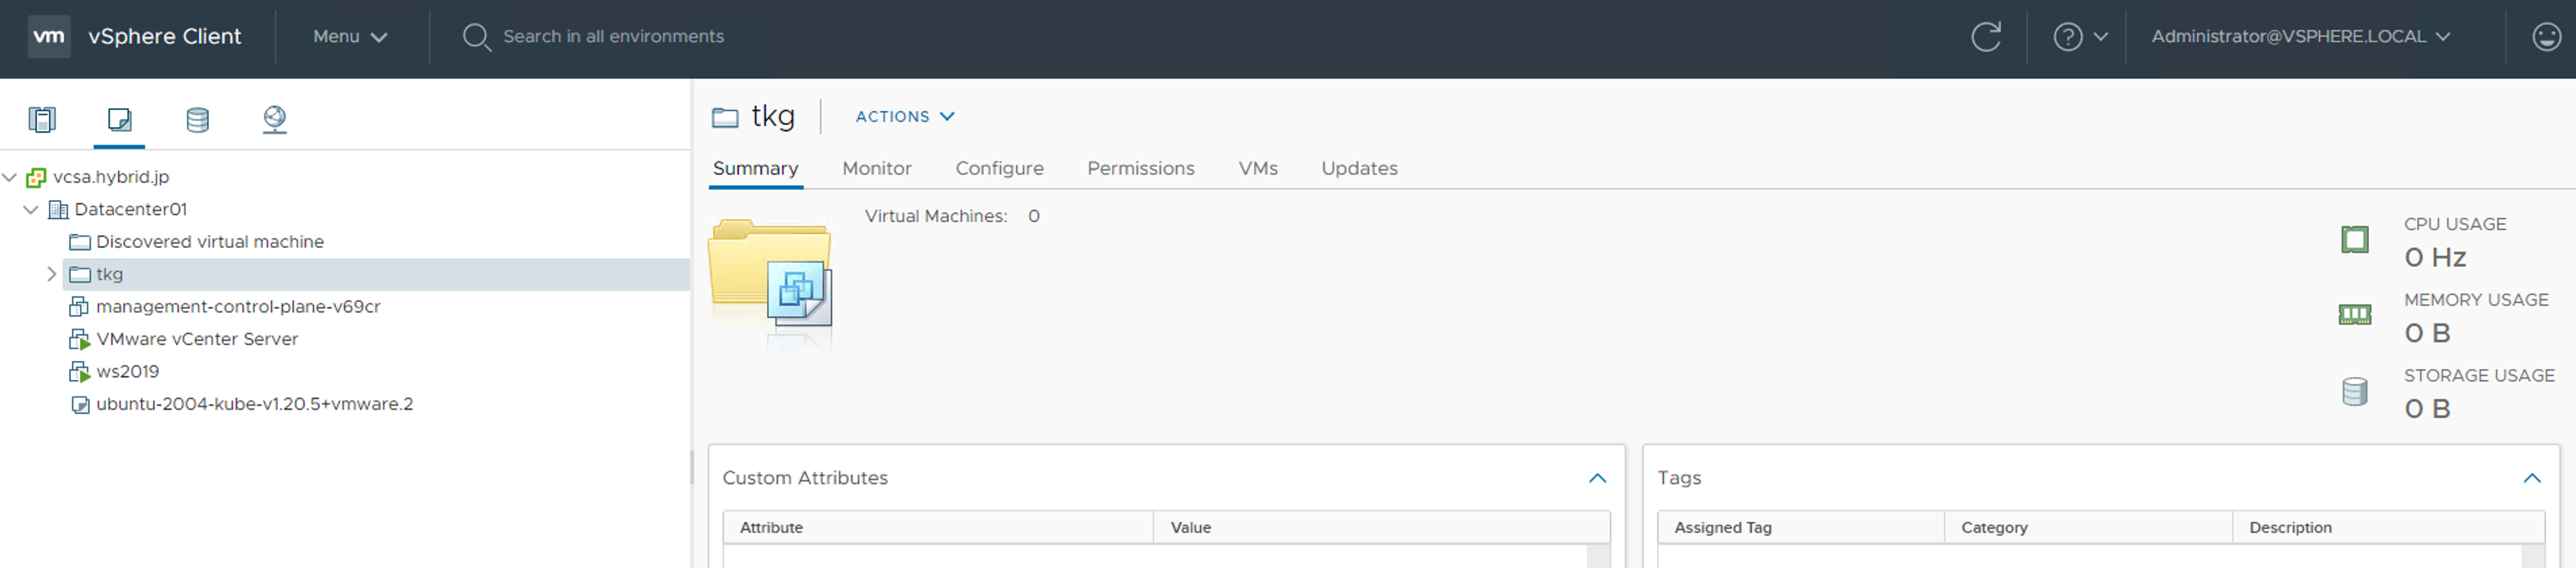 vm vSphere Client Menu Search in all environments Administrator@VSPHERE.LOCAL
vcsa.hybrid.jp
Datacenter01
Discovered virtual machine
tkg
management-control-plane-v69cr
VMware vCenter Server
ws2019
ubuntu-2004-kube-v1.20.5+vmware.2
tkg ACTIONS
Summary Monitor Configure Permissions VMs Updates
Virtual Machines: 0
CPU USAGE
0 Hz
MEMORY USAGE
0 B
STORAGE USAGE
0 B
Custom Attributes
Attribute Value
Tags
Assigned Tag Category Description